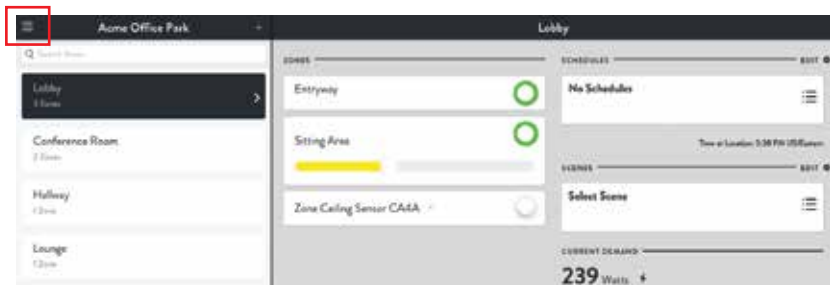 Acme Office Park +
Lobby
Search Rooms
Lobby
3 Zones
Conference Room
2 Zones
Hallway
1 Zone
Lounge
1 Zone
ZONES
Entryway
Sitting Area
Zone Ceiling Sensor CA4A
SCHEDULES EDIT
No Schedules
Time at Location: 5:38 PM US/Eastern
SCENES EDIT
Select Scene
CURRENT DEMAND
239 Watts